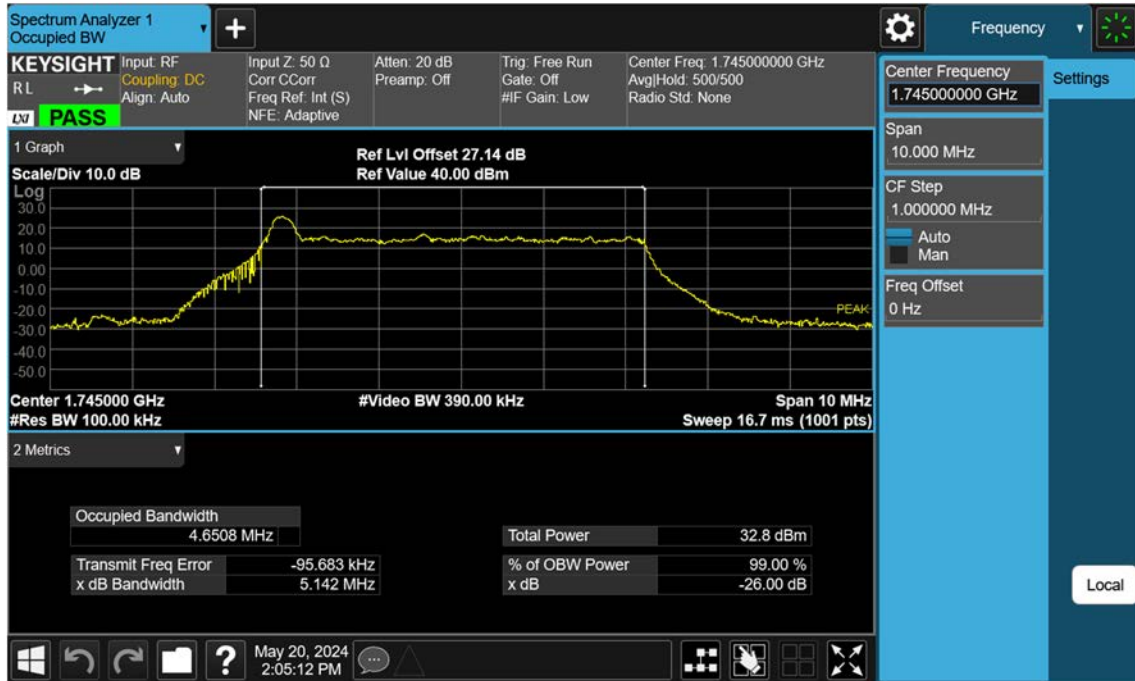 Spectrum Analyzer 1
Occupied BW
+
Frequency
KEYSIGHT
R L
LXI PASS
Input: RF
Coupling: DC
Align: Auto
Input Z: 50 Ω
Corr CCorr
Freq Ref: Int (S)
NFE: Adaptive
Atten: 20 dB
Preamp: Off
Trig: Free Run
Gate: Off
#IF Gain: Low
Center Freq: 1.745000000 GHz
Avg|Hold: 500/500
Radio Std: None
1 Graph
Scale/Div 10.0 dB
Ref Lvl Offset 27.14 dB
Ref Value 40.00 dBm
Log
30.0
20.0
10.0
0.00
-10.0
-20.0
-30.0
-40.0
-50.0
PEAK
Center 1.745000 GHz
#Video BW 390.00 kHz
Span 10 MHz
#Res BW 100.00 kHz
Sweep 16.7 ms (1001 pts)
2 Metrics
Occupied Bandwidth
4.6508 MHz
Total Power 32.8 dBm
Transmit Freq Error -95.683 kHz
% of OBW Power 99.00 %
x dB Bandwidth 5.142 MHz
x dB -26.00 dB
Center Frequency
1.745000000 GHz
Settings
Span
10.000 MHz
CF Step
1.000000 MHz
Auto
Man
Freq Offset
0 Hz
Local
?
May 20, 2024
2:05:12 PM